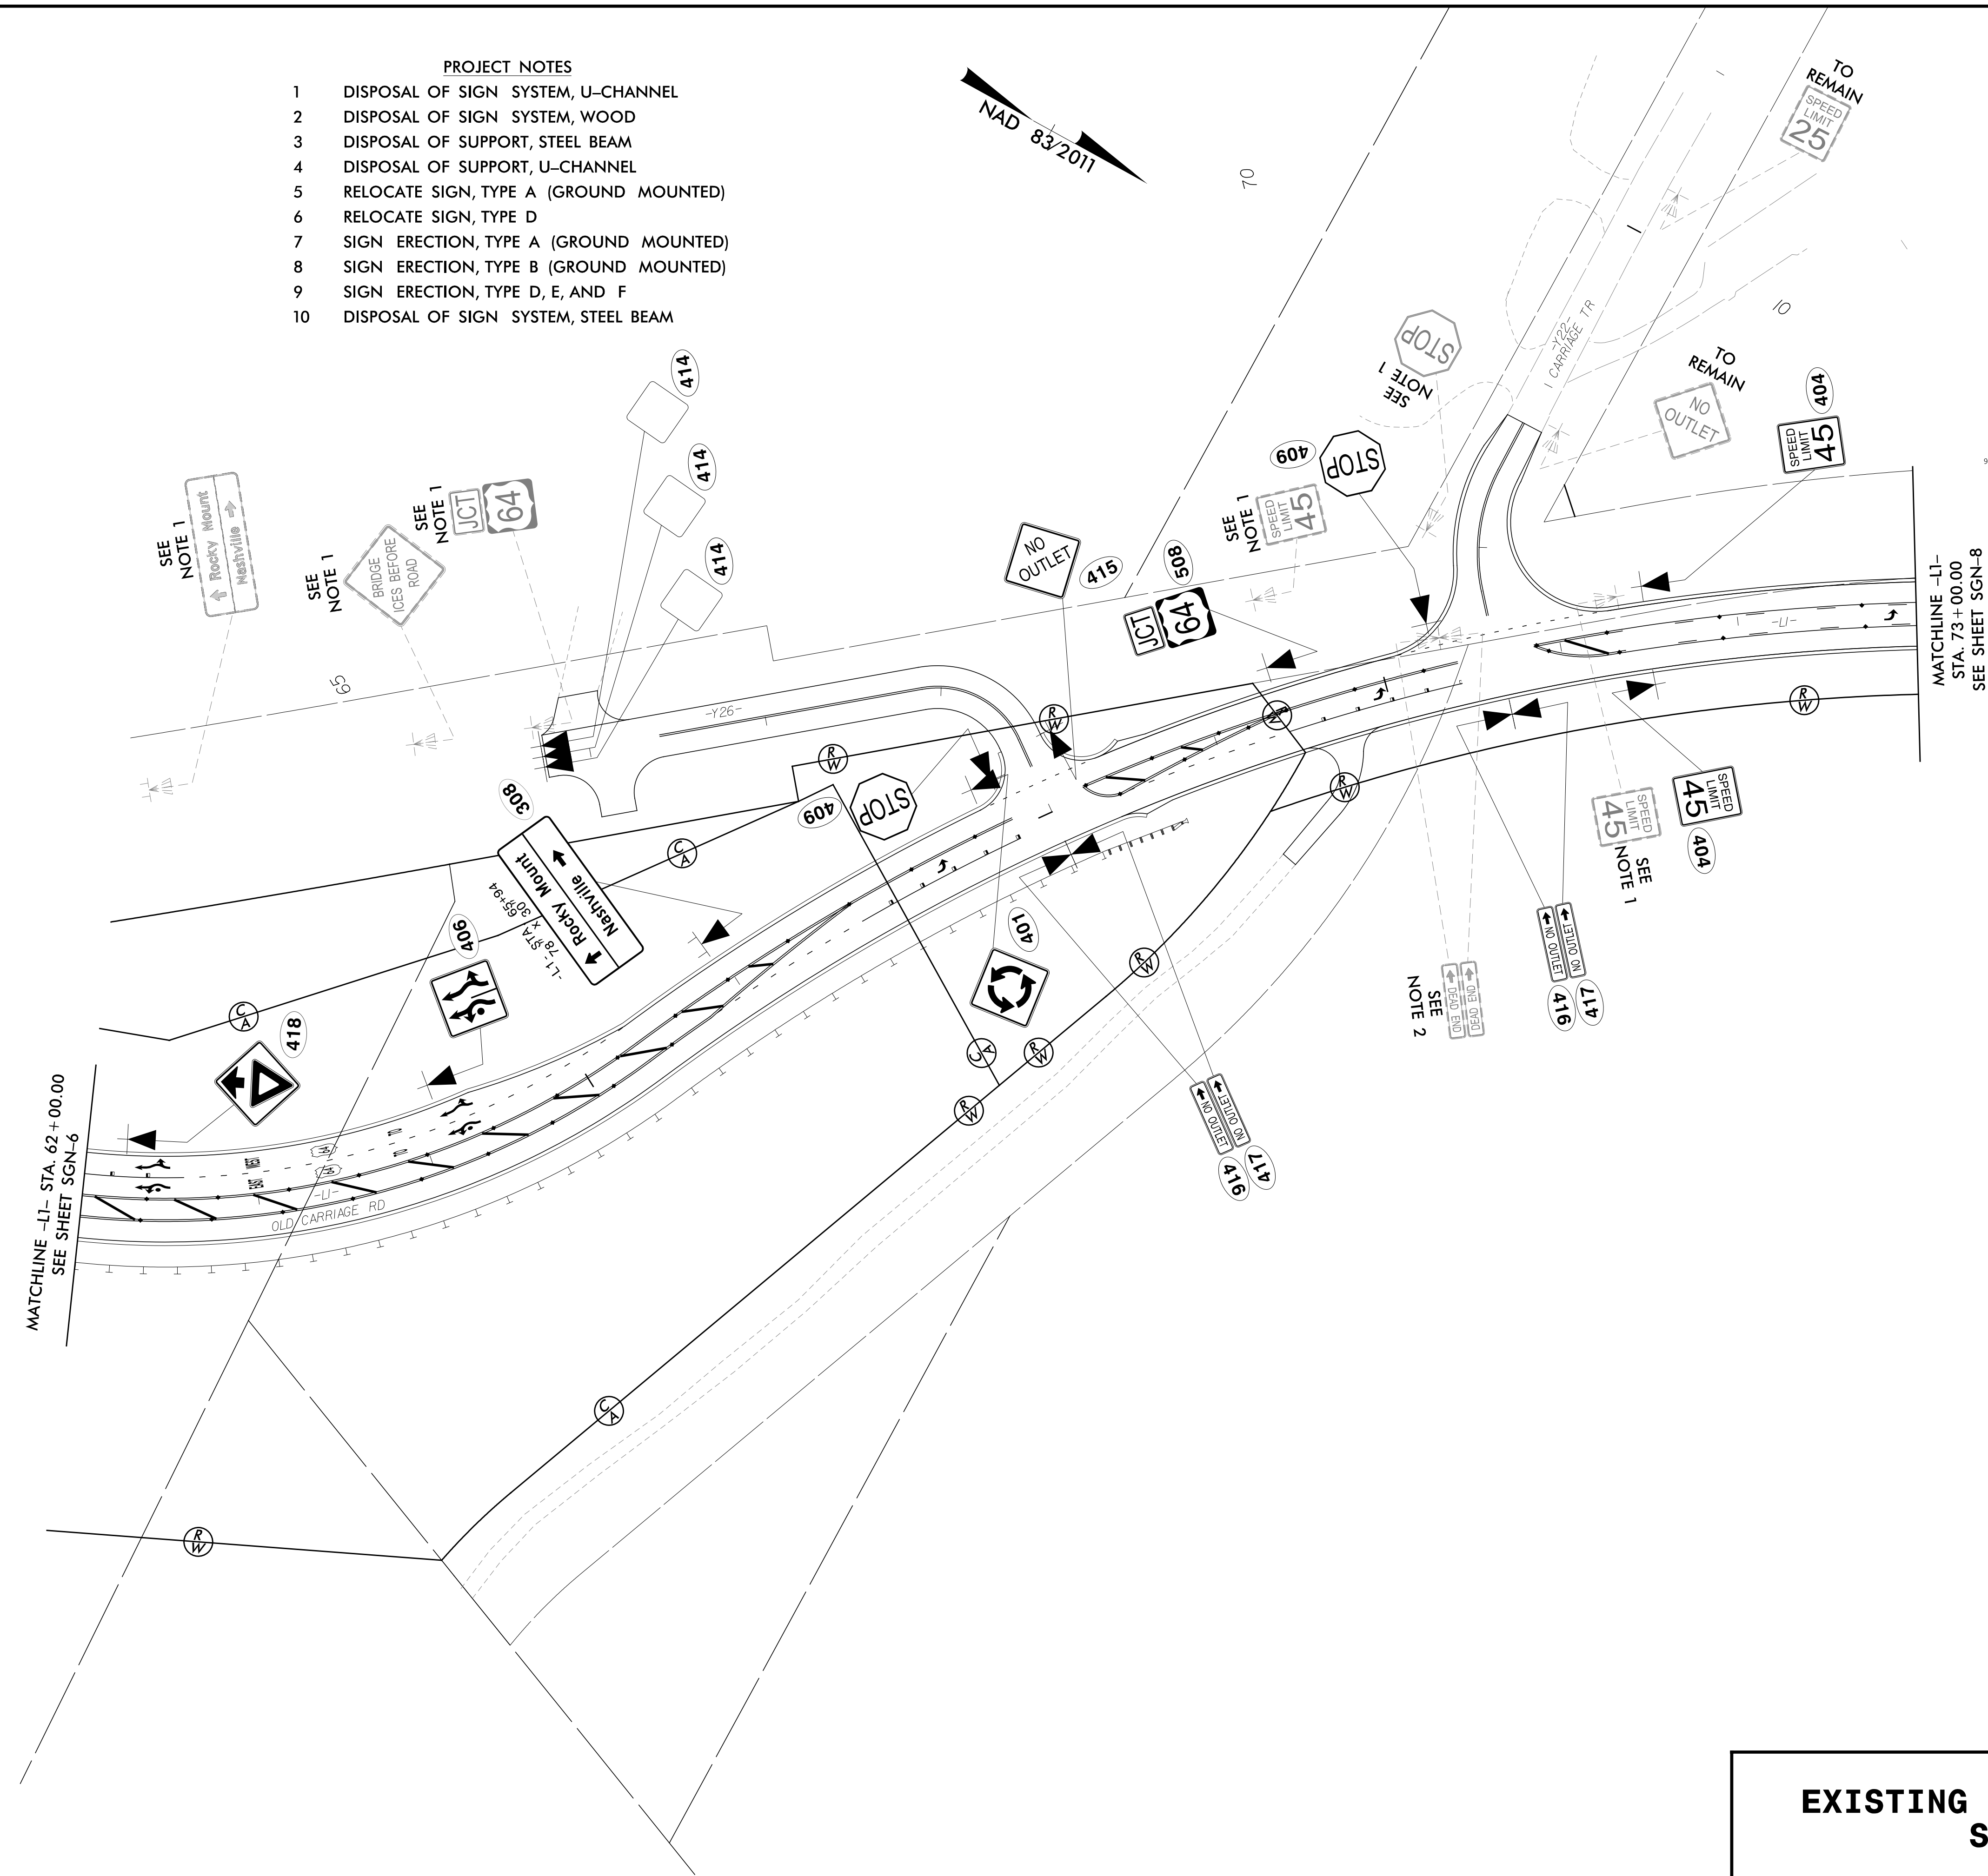 PROJECT NOTES
1 DISPOSAL OF SIGN SYSTEM, U-CHANNEL
2 DISPOSAL OF SIGN SYSTEM, WOOD
3 DISPOSAL OF SUPPORT, STEEL BEAM
4 DISPOSAL OF SUPPORT, U-CHANNEL
5 RELOCATE SIGN, TYPE A (GROUND MOUNTED)
6 RELOCATE SIGN, TYPE D
7 SIGN ERECTION, TYPE A (GROUND MOUNTED)
8 SIGN ERECTION, TYPE B (GROUND MOUNTED)
9 SIGN ERECTION, TYPE D, E, AND F
10 DISPOSAL OF SIGN SYSTEM, STEEL BEAM
NAD 83/2011
70
TO
REMAIN
SPEED
LIMIT
25
-Y22-
CARRIAGE TR
10
STOP
SEE
NOTE 1
TO
REMAIN
NO
OUTLET
404
SPEED
LIMIT
45
9
414
414
414
SEE
NOTE 1
Rocky Mount
Nashville
SEE
NOTE 1
BRIDGE
ICES BEFORE
ROAD
SEE
NOTE 1
JCT
64
65
NO
OUTLET
415
508
JCT
64
SEE
NOTE 1
SPEED
LIMIT
45
409
STOP
MATCHLINE -L1-
STA. 73+00.00
SEE SHEET SGN-8
-L1-
-Y26-
R/W
R/W
R/W
R/W
308
Rocky Mount
Nashville
-L1- STA 65+94
78" X 30"
409
STOP
C/A
406
401
SPEED
LIMIT
45
404
SPEED
LIMIT
45
SEE
NOTE 1
NO OUTLET
NO OUTLET
416
417
SEE
NOTE 2
DEAD END
DEAD END
C/A
418
R/W
C/A
R/W
R/W
NO OUTLET
NO OUTLET
416
417
MATCHLINE -L1- STA. 62+00.00
SEE SHEET SGN-6
-L1-
OLD CARRIAGE RD
C/A
R/W
EXISTING
S